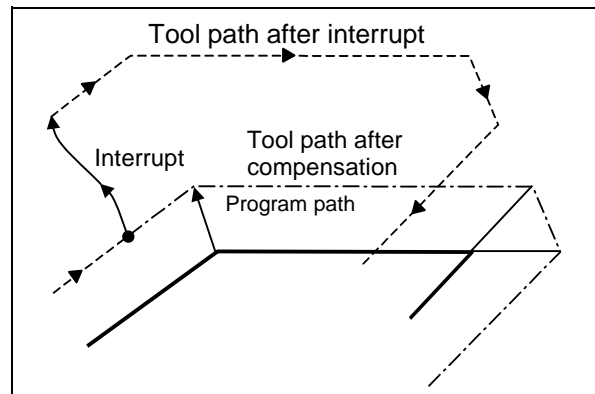 Tool path after interrupt
Interrupt
Tool path after
compensation
Program path